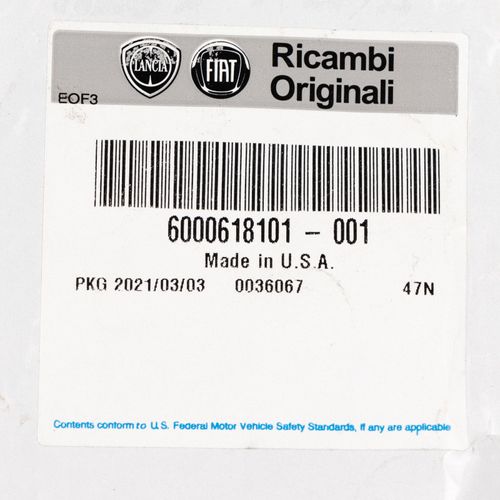 LANCIA
FIAT
Ricambi
Originali
EOF3
6000618101 - 001
Made in U.S.A.
PKG 2021/03/03 0036067 47N
Contents conform to U.S. Federal Motor Vehicle Safety Standards, if any are applicable